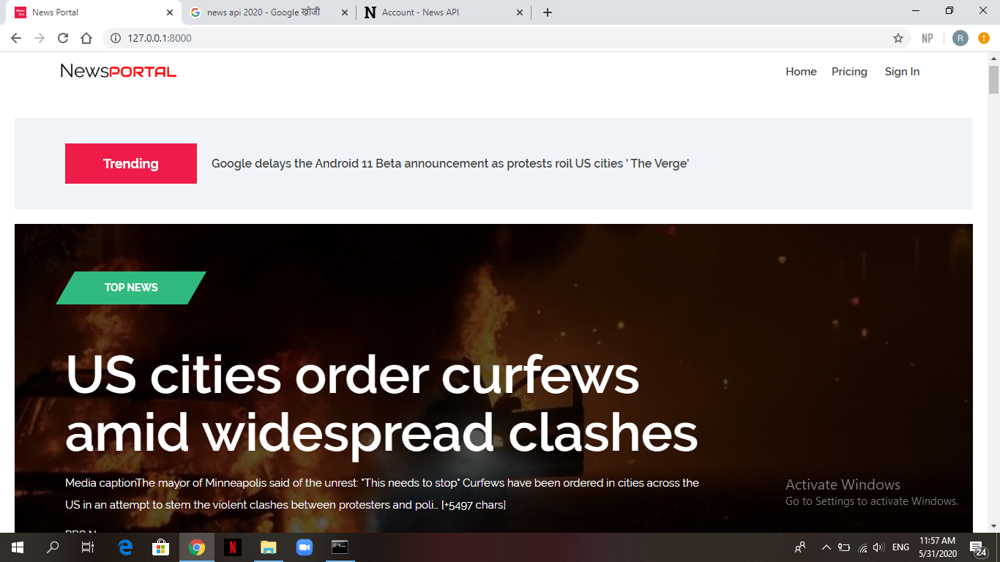 News Portal
news api 2020 - Google खोजी
Account - News API
127.0.0.1:8000
NP
R
NewsPORTAL
Home Pricing Sign In
Trending
Google delays the Android 11 Beta announcement as protests roil US cities ' The Verge'
TOP NEWS
US cities order curfews
amid widespread clashes
Media captionThe mayor of Minneapolis said of the unrest: "This needs to stop" Curfews have been ordered in cities across the
US in an attempt to stem the violent clashes between protesters and poli… [+5497 chars]
Activate Windows
Go to Settings to activate Windows.
ENG
11:57 AM
5/31/2020
24